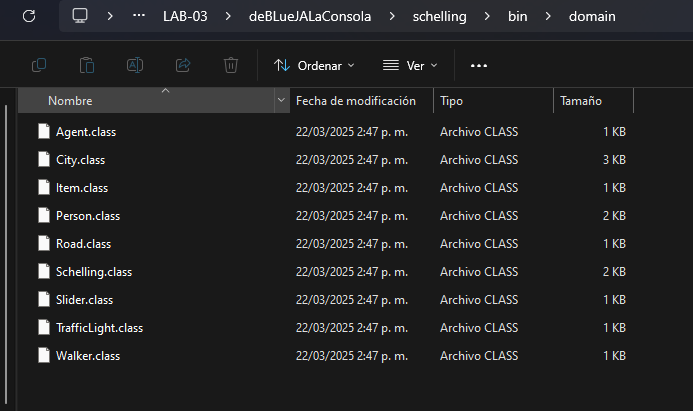 ··· > LAB-03 > deBLueJALaConsola > schelling > bin > domain
Ordenar Ver ···
Nombre Fecha de modificación Tipo Tamaño
Agent.class 22/03/2025 2:47 p. m. Archivo CLASS 1 KB
City.class 22/03/2025 2:47 p. m. Archivo CLASS 3 KB
Item.class 22/03/2025 2:47 p. m. Archivo CLASS 1 KB
Person.class 22/03/2025 2:47 p. m. Archivo CLASS 2 KB
Road.class 22/03/2025 2:47 p. m. Archivo CLASS 1 KB
Schelling.class 22/03/2025 2:47 p. m. Archivo CLASS 2 KB
Slider.class 22/03/2025 2:47 p. m. Archivo CLASS 1 KB
TrafficLight.class 22/03/2025 2:47 p. m. Archivo CLASS 1 KB
Walker.class 22/03/2025 2:47 p. m. Archivo CLASS 1 KB